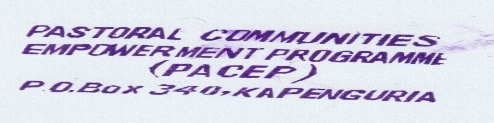 PASTORAL COMMUNITIES
EMPOWERMENT PROGRAMME
(PACEP)
P.O.Box 340, KAPENGURIA